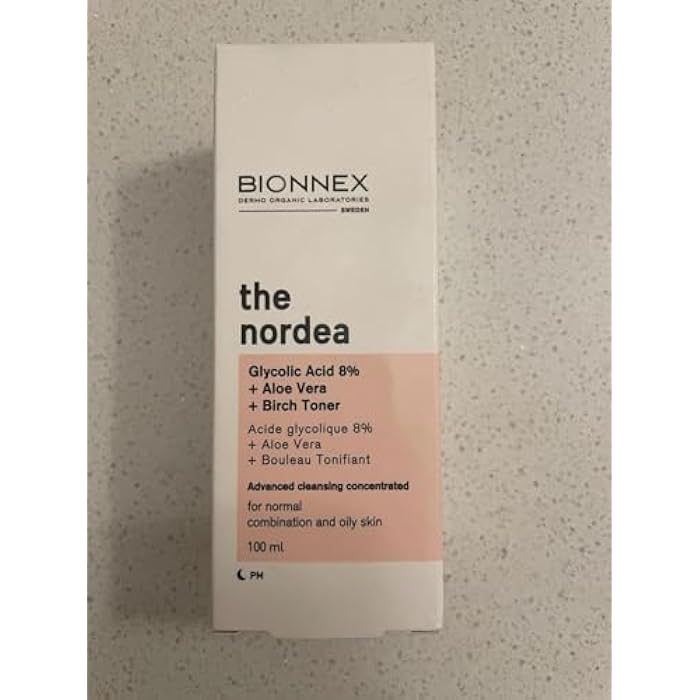 BIONNEX
DERMO ORGANIC LABORATORIES
SWEDEN
the
nordea
Glycolic Acid 8%
+ Aloe Vera
+ Birch Toner
Acide glycolique 8%
+ Aloe Vera
+ Bouleau Tonifiant
Advanced cleansing concentrated
for normal
combination and oily skin
100 ml
PM